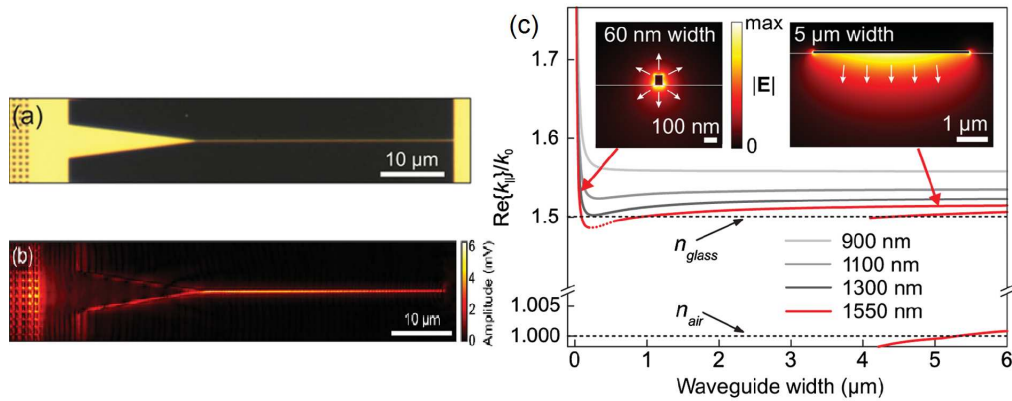 (a)
10 μm
(b)
10 μm
Amplitude (mV)
6
4
2
0
(c)
Re{k||}/k0
1.7
1.6
1.5
1.005
1.000
60 nm width
100 nm
max
|E|
0
5 μm width
1 μm
nglass
900 nm
1100 nm
1300 nm
1550 nm
nair
0
1
2
3
4
5
6
Waveguide width (μm)